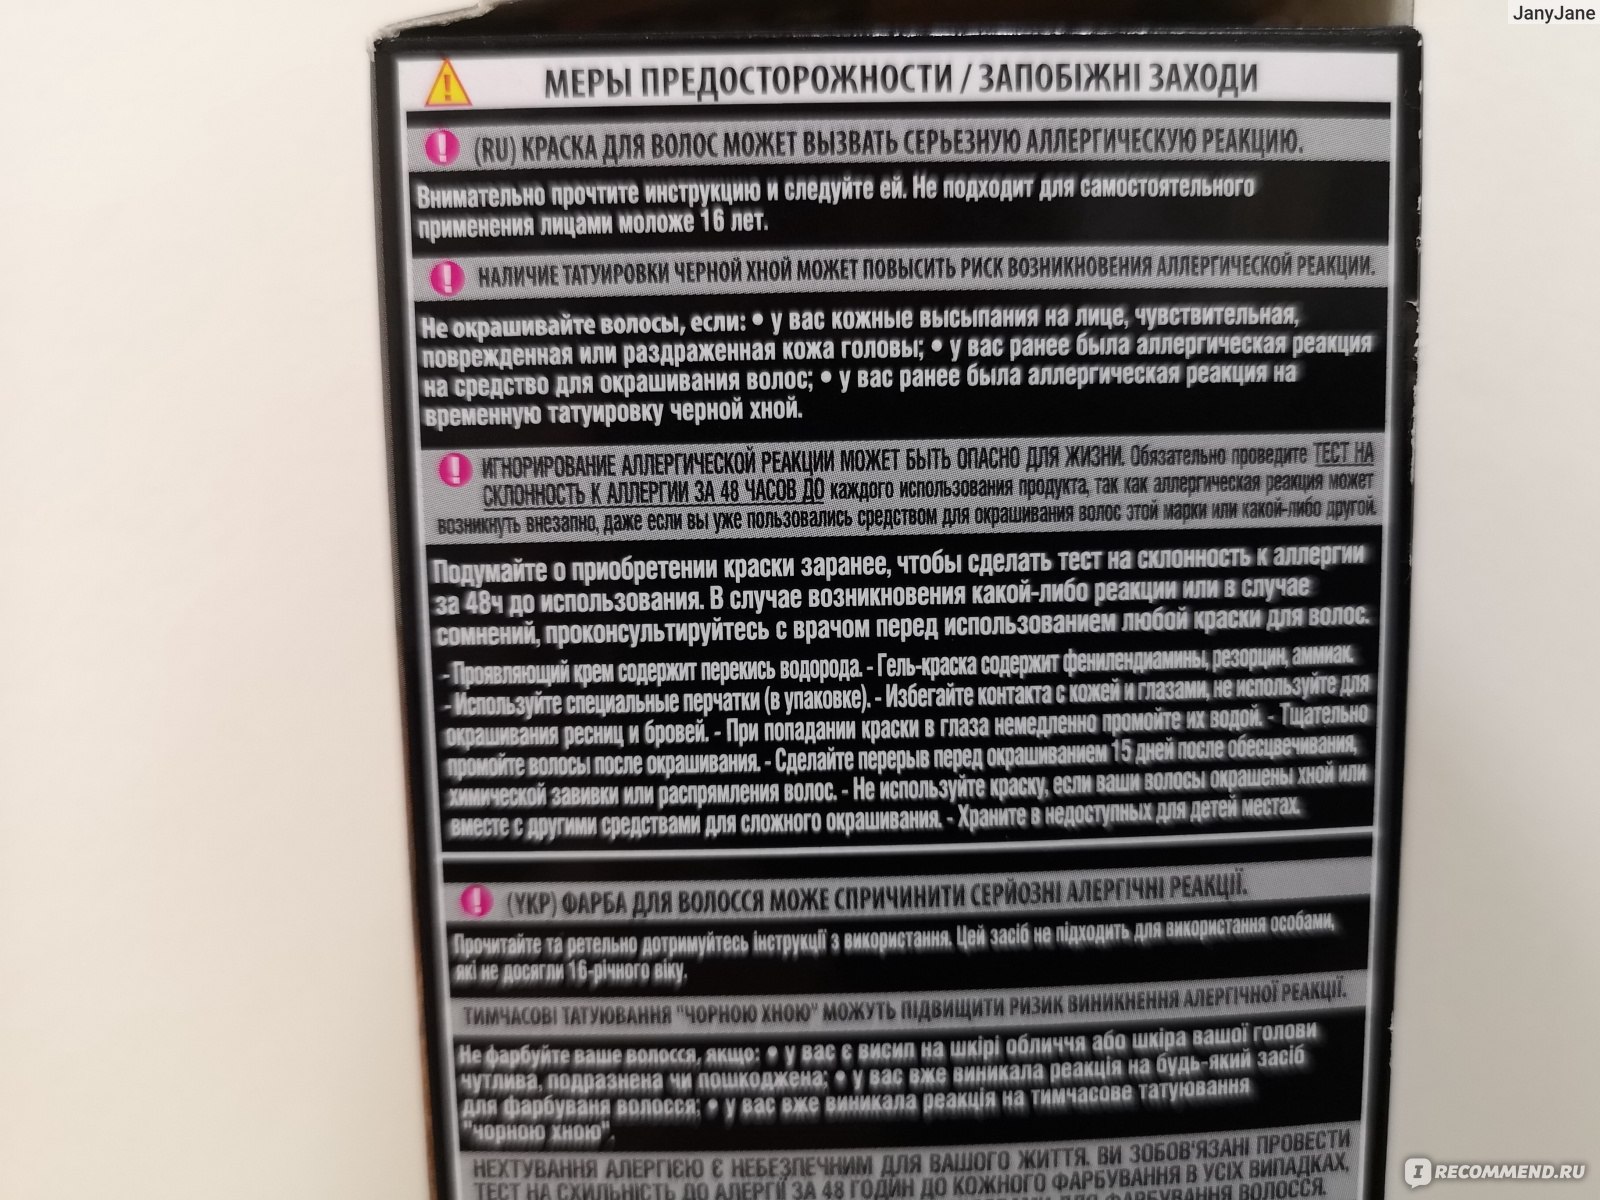 JanyJane
МЕРЫ ПРЕДОСТОРОЖНОСТИ / ЗАПОБІЖНІ ЗАХОДИ
(RU) КРАСКА ДЛЯ ВОЛОС МОЖЕТ ВЫЗВАТЬ СЕРЬЕЗНУЮ АЛЛЕРГИЧЕСКУЮ РЕАКЦИЮ.
Внимательно прочтите инструкцию и следуйте ей. Не подходит для самостоятельного
применения лицами моложе 16 лет.
НАЛИЧИЕ ТАТУИРОВКИ ЧЕРНОЙ ХНОЙ МОЖЕТ ПОВЫСИТЬ РИСК ВОЗНИКНОВЕНИЯ АЛЛЕРГИЧЕСКОЙ РЕАКЦИИ.
Не окрашивайте волосы, если: • у вас кожные высыпания на лице, чувствительная,
поврежденная или раздраженная кожа головы; • у вас ранее была аллергическая реакция
на средство для окрашивания волос; • у вас ранее была аллергическая реакция на
временную татуировку черной хной.
ИГНОРИРОВАНИЕ АЛЛЕРГИЧЕСКОЙ РЕАКЦИИ МОЖЕТ БЫТЬ ОПАСНО ДЛЯ ЖИЗНИ. Обязательно проведите ТЕСТ НА
СКЛОННОСТЬ К АЛЛЕРГИИ ЗА 48 ЧАСОВ ДО каждого использования продукта, так как аллергическая реакция может
возникнуть внезапно, даже если вы уже пользовались средством для окрашивания волос этой марки или какой-либо другой.
Подумайте о приобретении краски заранее, чтобы сделать тест на склонность к аллергии
за 48ч до использования. В случае возникновения какой-либо реакции или в случае
сомнений, проконсультируйтесь с врачом перед использованием любой краски для волос.
- Проявляющий крем содержит перекись водорода. - Гель-краска содержит фенилендиамины, резорцин, аммиак.
- Используйте специальные перчатки (в упаковке). - Избегайте контакта с кожей и глазами, не используйте для
окрашивания ресниц и бровей. - При попадании краски в глаза немедленно промойте их водой. - Тщательно
промойте волосы после окрашивания. - Сделайте перерыв перед окрашиванием 15 дней после обесцвечивания,
химической завивки или распрямления волос. - Не используйте краску, если ваши волосы окрашены хной или
вместе с другими средствами для сложного окрашивания. - Храните в недоступных для детей местах.
(УКР) ФАРБА ДЛЯ ВОЛОССЯ МОЖЕ СПРИЧИНИТИ СЕРЙОЗНІ АЛЕРГІЧНІ РЕАКЦІЇ.
Прочитайте та ретельно дотримуйтесь інструкції з використання. Цей засіб не підходить для використання особами,
які не досягли 16-річного віку.
ТИМЧАСОВІ ТАТУЮВАННЯ "ЧОРНОЮ ХНОЮ" МОЖУТЬ ПІДВИЩИТИ РИЗИК ВИНИКНЕННЯ АЛЕРГІЧНОЇ РЕАКЦІЇ.
Не фарбуйте ваше волосся, якщо: • у вас є висип на шкірі обличчя або шкіра вашої голови
чутлива, подразнена чи пошкоджена; • у вас вже виникала реакція на будь-який засіб
для фарбуваня волосся; • у вас вже виникала реакція на тимчасове татуювання
"чорною хною".
НЕХТУВАННЯ АЛЕРГІЄЮ Є НЕБЕЗПЕЧНИМ ДЛЯ ВАШОГО ЖИТТЯ. ВИ ЗОБОВ'ЯЗАНІ ПРОВЕСТИ
ТЕСТ НА СХИЛЬНІСТЬ ДО АЛЕРГІЇ ЗА 48 ГОДИН ДО КОЖНОГО ФАРБУВАННЯ В УСІХ ВИПАДКАХ,
ДЛЯ ФАРБУВАННЯ ВОЛОССЯ.
IRECOMMEND.RU